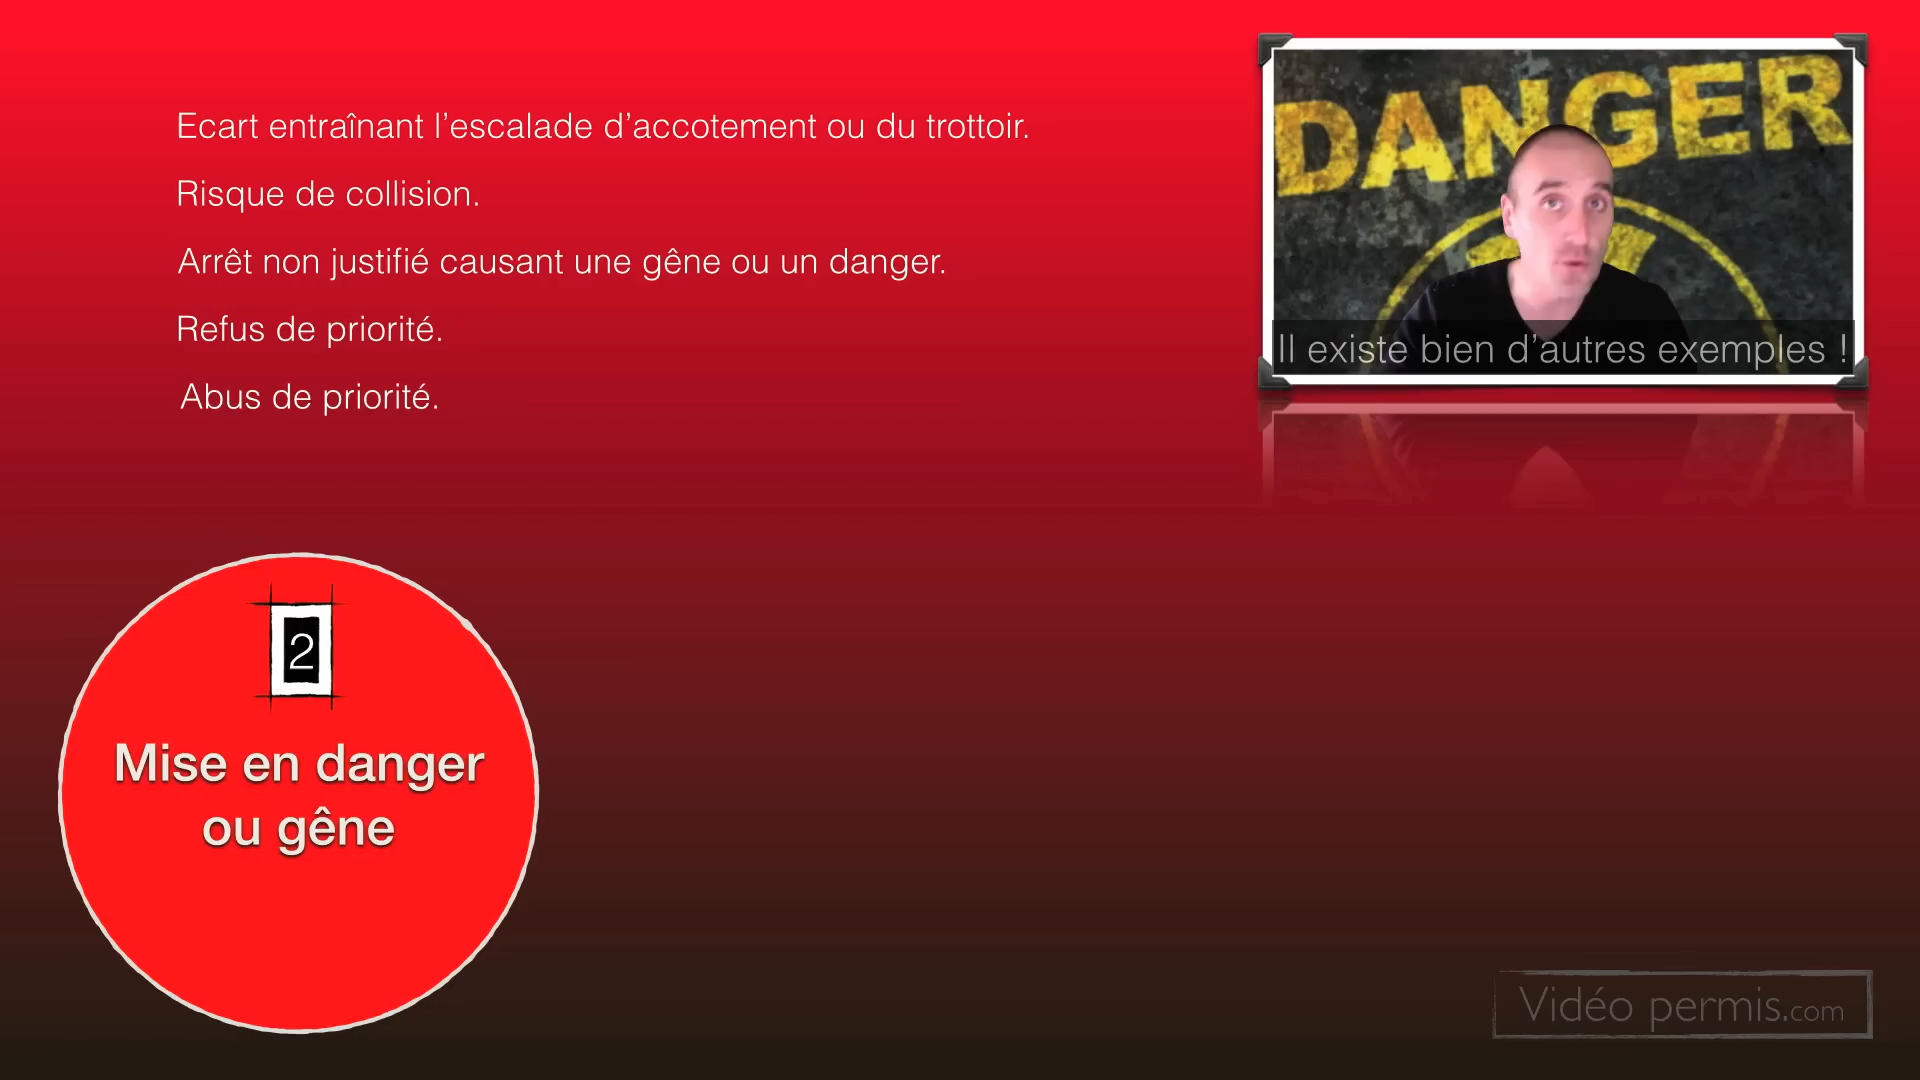 Ecart entraînant l’escalade d’accotement ou du trottoir.
Risque de collision.
Arrêt non justifié causant une gêne ou un danger.
Refus de priorité.
Abus de priorité.
DANGER
Il existe bien d’autres exemples !
2
Mise en danger
ou gêne
Vidéo permis.com